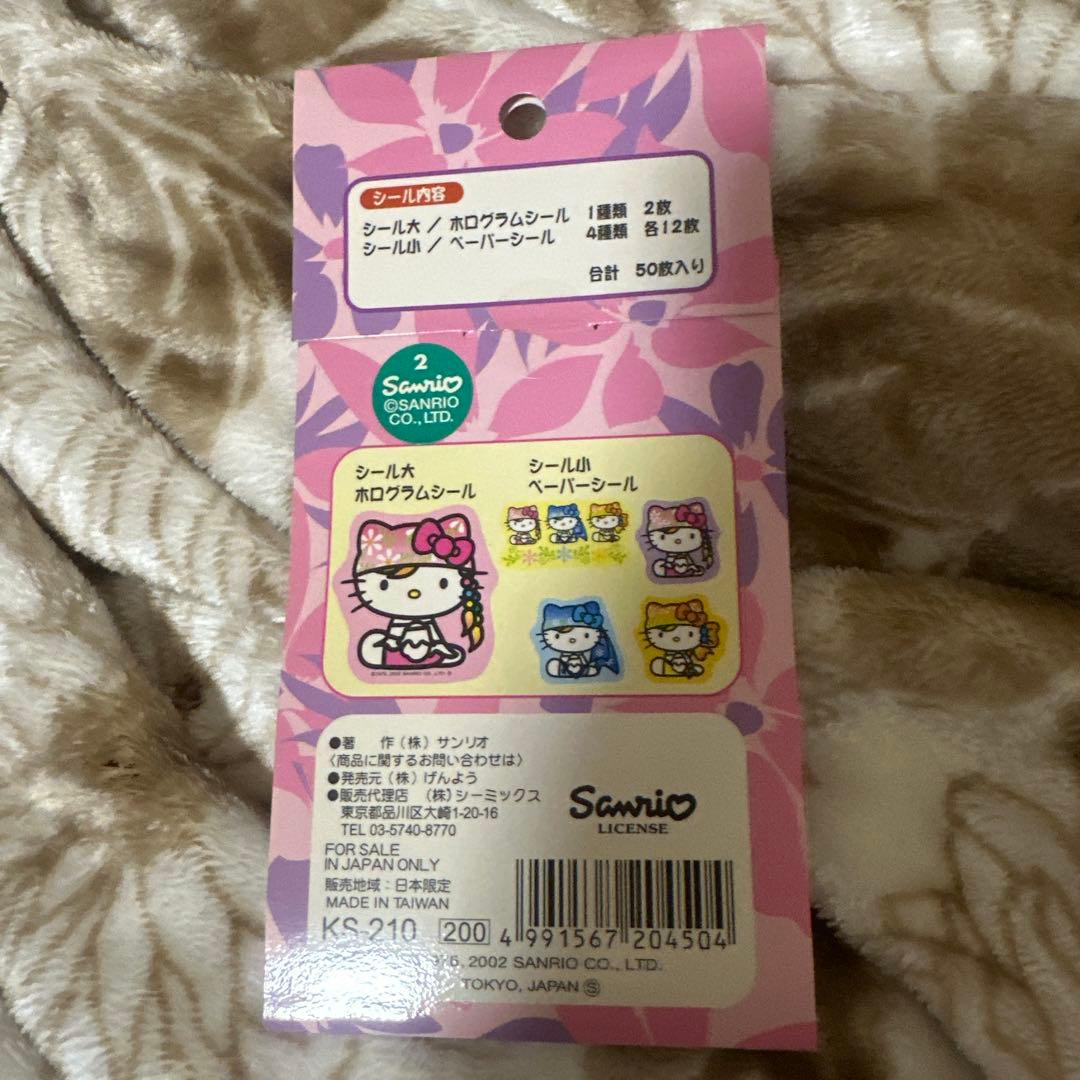 シール内容
シール大 / ホログラムシール 1種類 2枚
シール小 / ペーパーシール 4種類 各12枚
合計 50枚入り
2
Sanrio
©SANRIO
CO., LTD.
シール大
ホログラムシール
シール小
ペーパーシール
●著 作(株)サンリオ
〈商品に関するお問い合わせは〉
●発売元(株)げんよう
●販売代理店 (株)シーミックス
東京都品川区大崎1-20-16
TEL 03-5740-8770
Sanrio
LICENSE
FOR SALE
IN JAPAN ONLY
販売地域:日本限定
MADE IN TAIWAN
KS-210 200 4 991567 204504
2002 SANRIO CO., LTD.
TOKYO, JAPAN Ⓢ